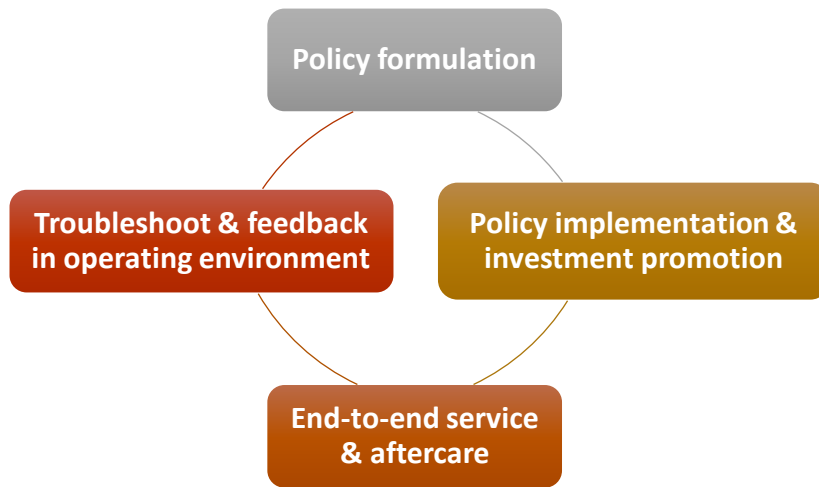 Policy formulation
Troubleshoot & feedback
in operating environment
Policy implementation &
investment promotion
End-to-end service
& aftercare